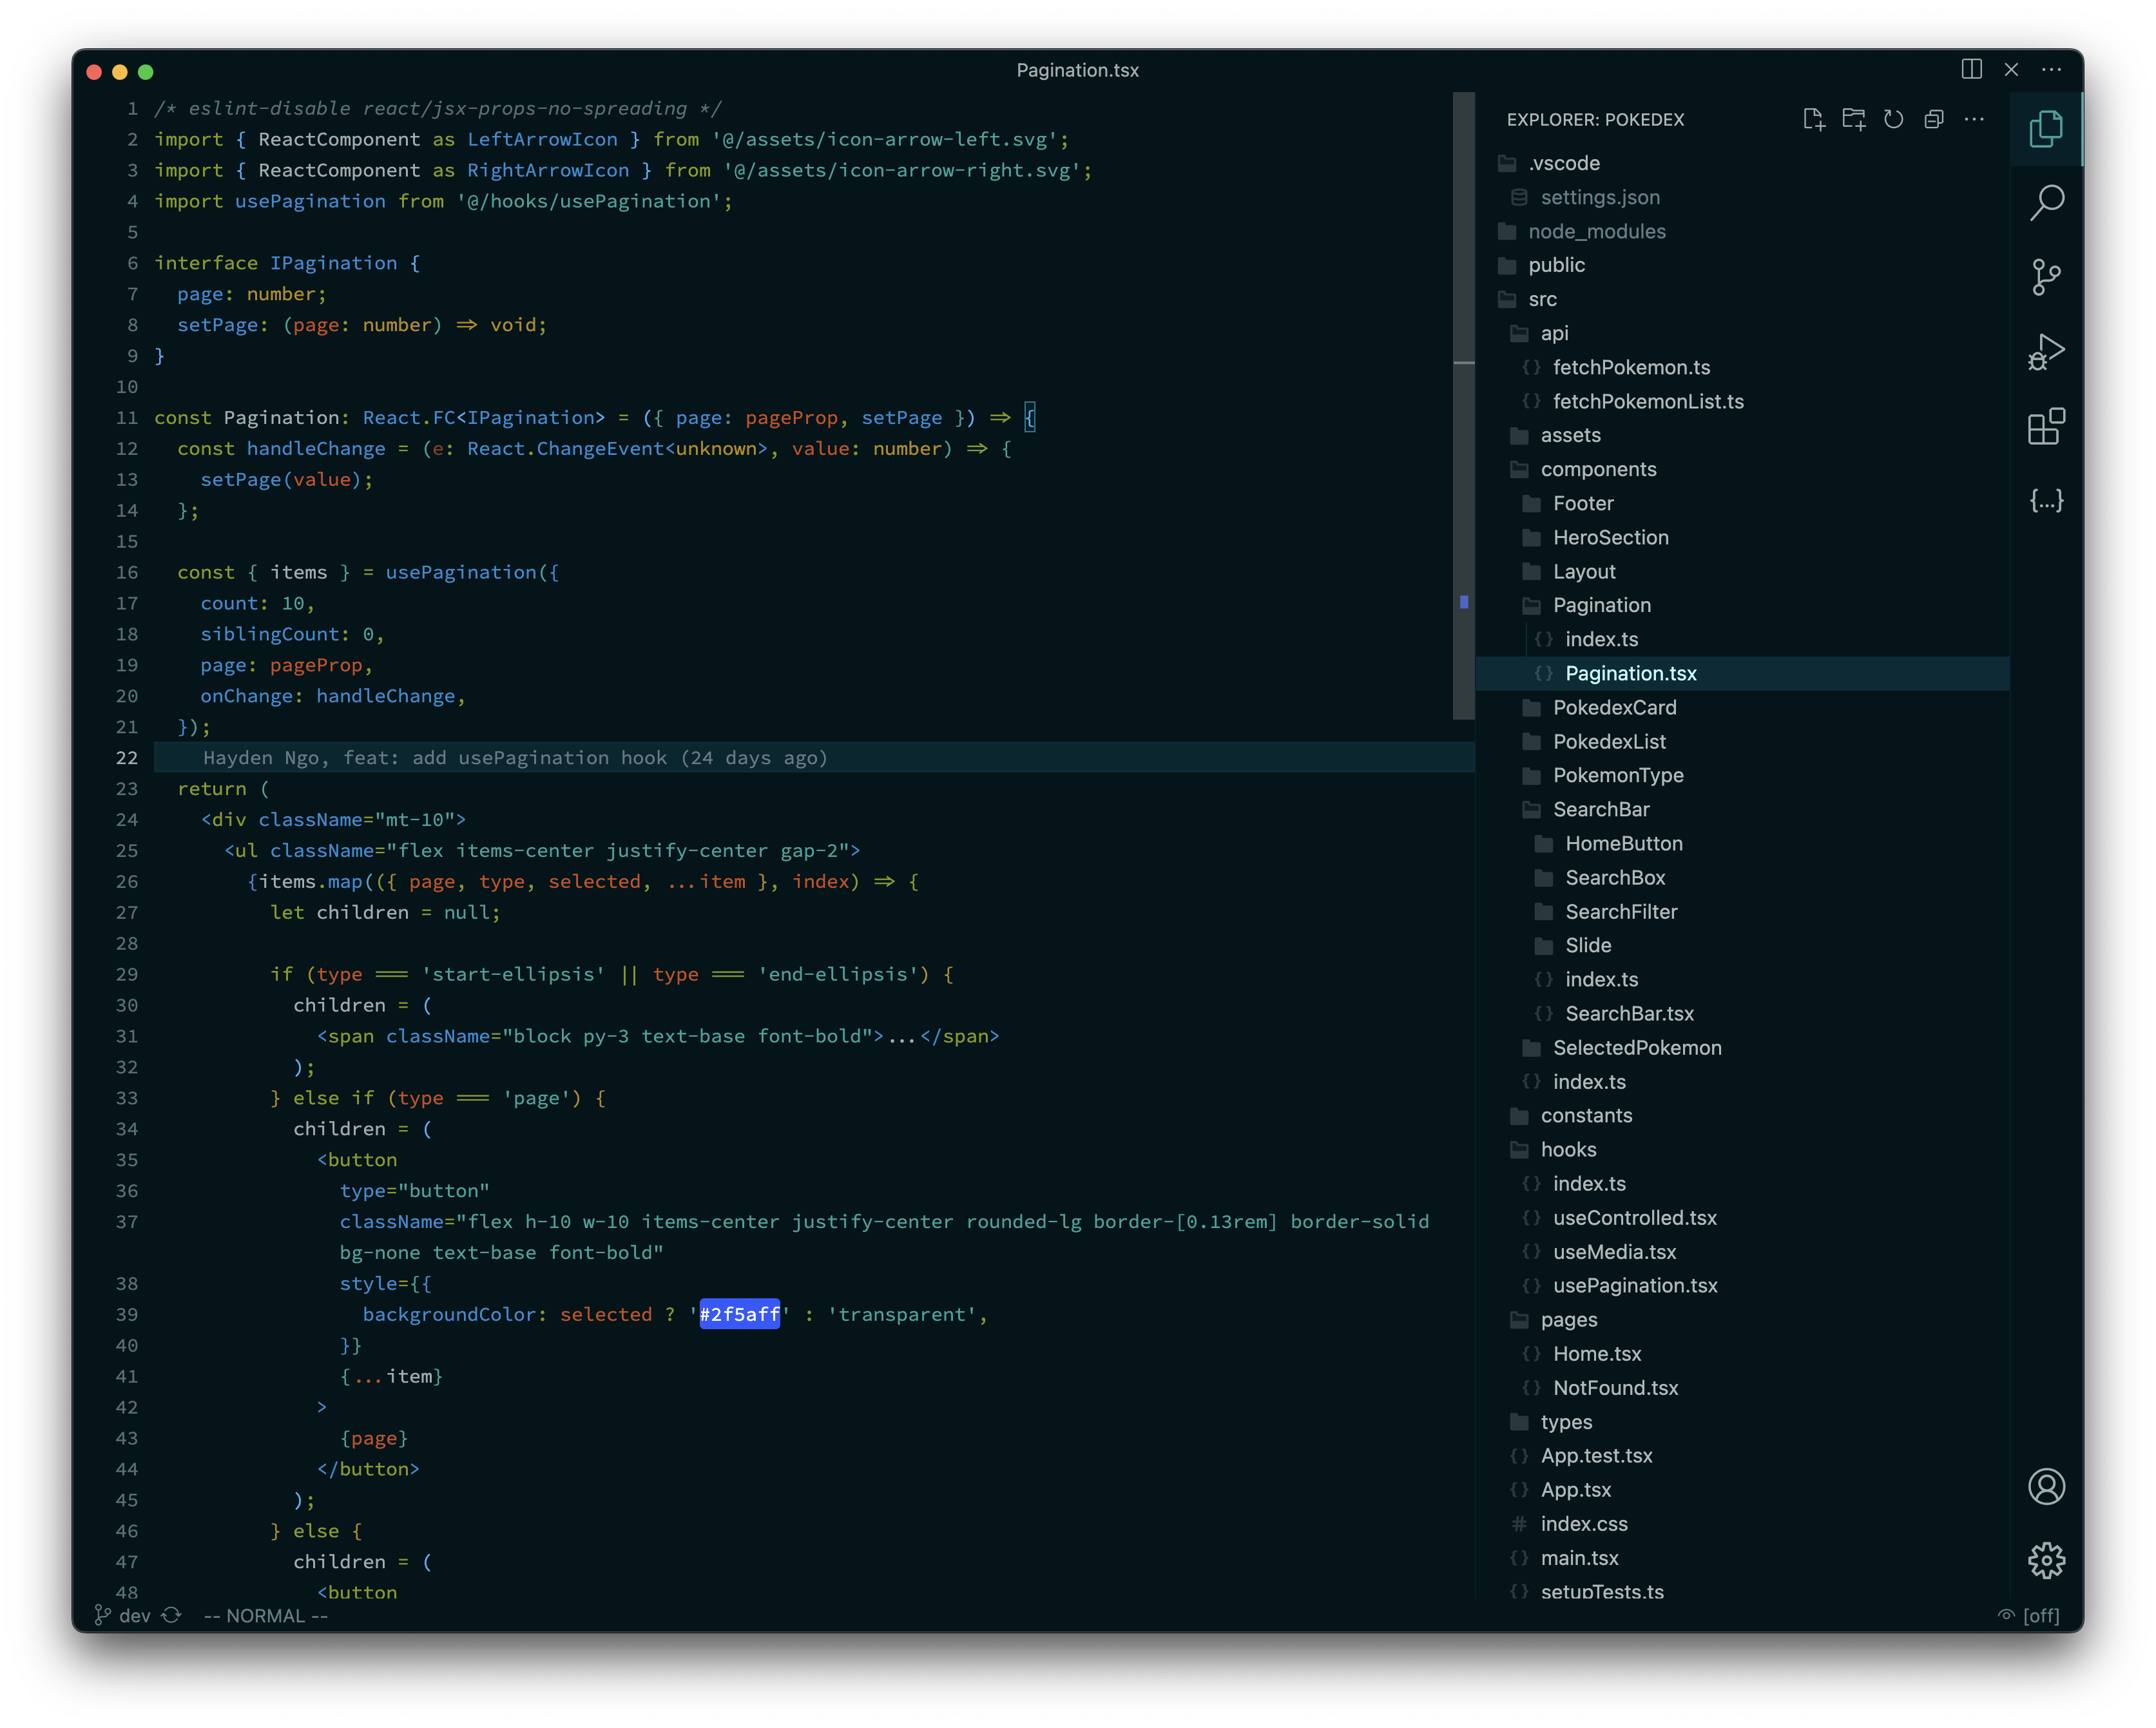 Pagination.tsx
1 /* eslint-disable react/jsx-props-no-spreading */
2 import { ReactComponent as LeftArrowIcon } from '@/assets/icon-arrow-left.svg';
3 import { ReactComponent as RightArrowIcon } from '@/assets/icon-arrow-right.svg';
4 import usePagination from '@/hooks/usePagination';
5
6 interface IPagination {
7   page: number;
8   setPage: (page: number) => void;
9 }
10
11 const Pagination: React.FC<IPagination> = ({ page: pageProp, setPage }) => {
12   const handleChange = (e: React.ChangeEvent<unknown>, value: number) => {
13     setPage(value);
14   };
15
16   const { items } = usePagination({
17     count: 10,
18     siblingCount: 0,
19     page: pageProp,
20     onChange: handleChange,
21   });
22     Hayden Ngo, feat: add usePagination hook (24 days ago)
23   return (
24     <div className="mt-10">
25       <ul className="flex items-center justify-center gap-2">
26         {items.map(({ page, type, selected, ...item }, index) => {
27           let children = null;
28
29           if (type === 'start-ellipsis' || type === 'end-ellipsis') {
30             children = (
31               <span className="block py-3 text-base font-bold">...</span>
32             );
33           } else if (type === 'page') {
34             children = (
35               <button
36                 type="button"
37                 className="flex h-10 w-10 items-center justify-center rounded-lg border-[0.13rem] border-solid
bg-none text-base font-bold"
38                 style={{
39                   backgroundColor: selected ? '#2f5aff' : 'transparent',
40                 }}
41                 {...item}
42               >
43                 {page}
44               </button>
45             );
46           } else {
47             children = (
48               <button
EXPLORER: POKEDEX
.vscode
settings.json
node_modules
public
src
api
{} fetchPokemon.ts
{} fetchPokemonList.ts
assets
components
Footer
HeroSection
Layout
Pagination
{} index.ts
{} Pagination.tsx
PokedexCard
PokedexList
PokemonType
SearchBar
HomeButton
SearchBox
SearchFilter
Slide
{} index.ts
{} SearchBar.tsx
SelectedPokemon
{} index.ts
constants
hooks
{} index.ts
{} useControlled.tsx
{} useMedia.tsx
{} usePagination.tsx
pages
{} Home.tsx
{} NotFound.tsx
types
{} App.test.tsx
{} App.tsx
# index.css
{} main.tsx
{} setupTests.ts
{...}
dev -- NORMAL --
[off]